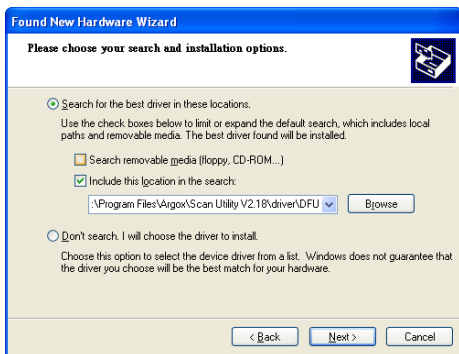 Found New Hardware Wizard
Please choose your search and installation options.
Search for the best driver in these locations.
Use the check boxes below to limit or expand the default search, which includes local
paths and removable media. The best driver found will be installed.
Search removable media (floppy, CD-ROM...)
Include this location in the search:
:\Program Files\Argox\Scan Utility V2.18\driver\DFU
Browse
Don't search. I will choose the driver to install.
Choose this option to select the device driver from a list. Windows does not guarantee that
the driver you choose will be the best match for your hardware.
< Back
Next >
Cancel